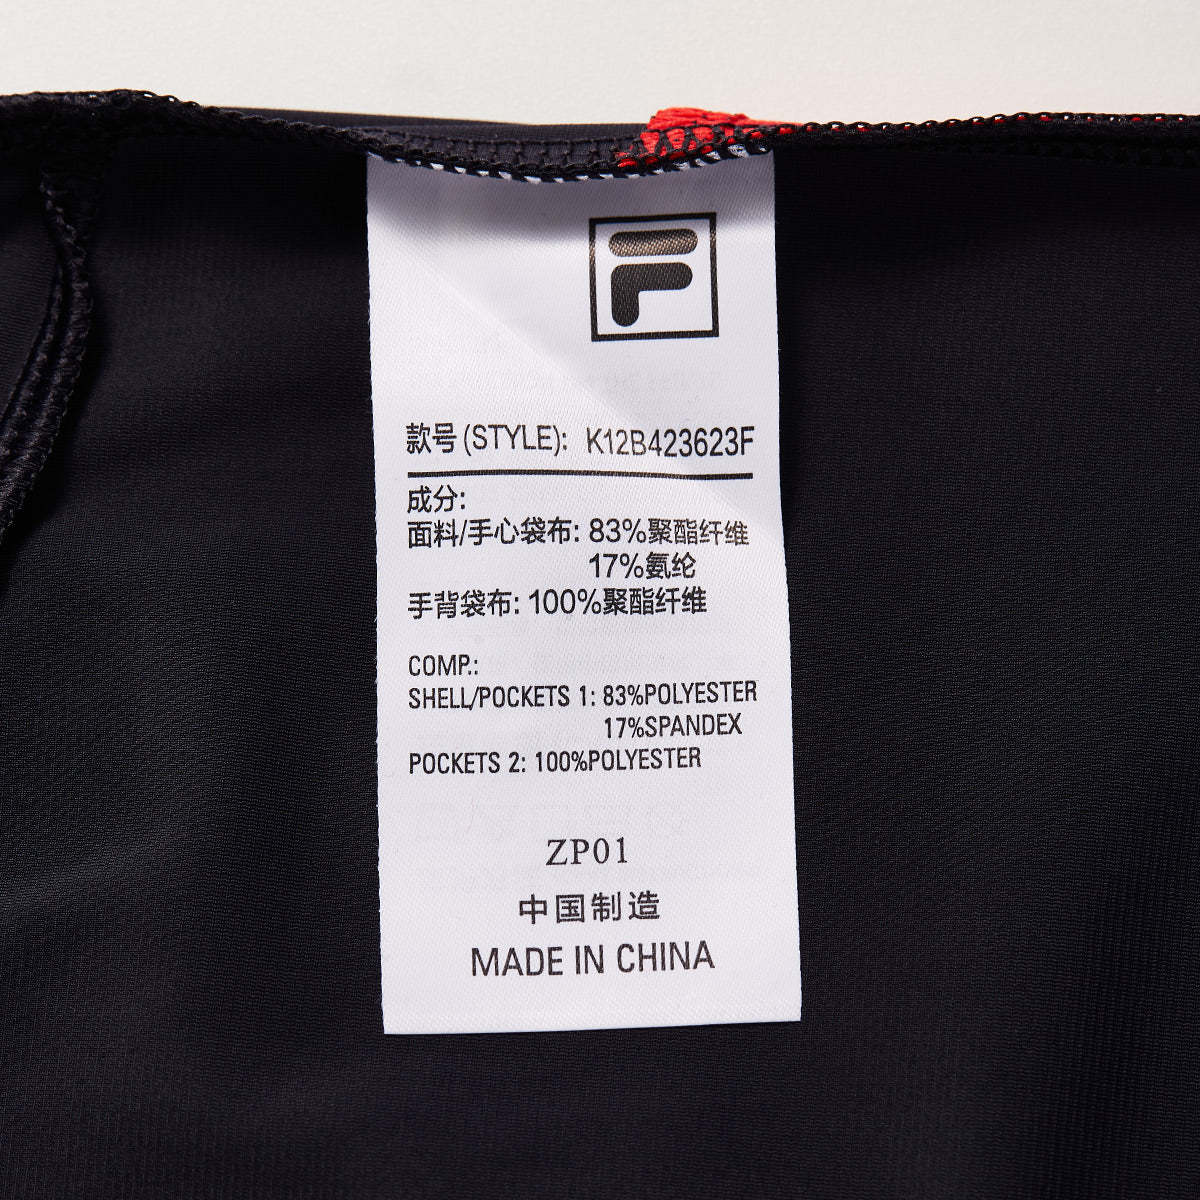 F
款号(STYLE): K12B423623F
成分:
面料/手心袋布: 83%聚酯纤维
17%氨纶
手背袋布: 100%聚酯纤维
COMP.:
SHELL/POCKETS 1: 83%POLYESTER
17%SPANDEX
POCKETS 2: 100%POLYESTER
ZP01
中国制造
MADE IN CHINA